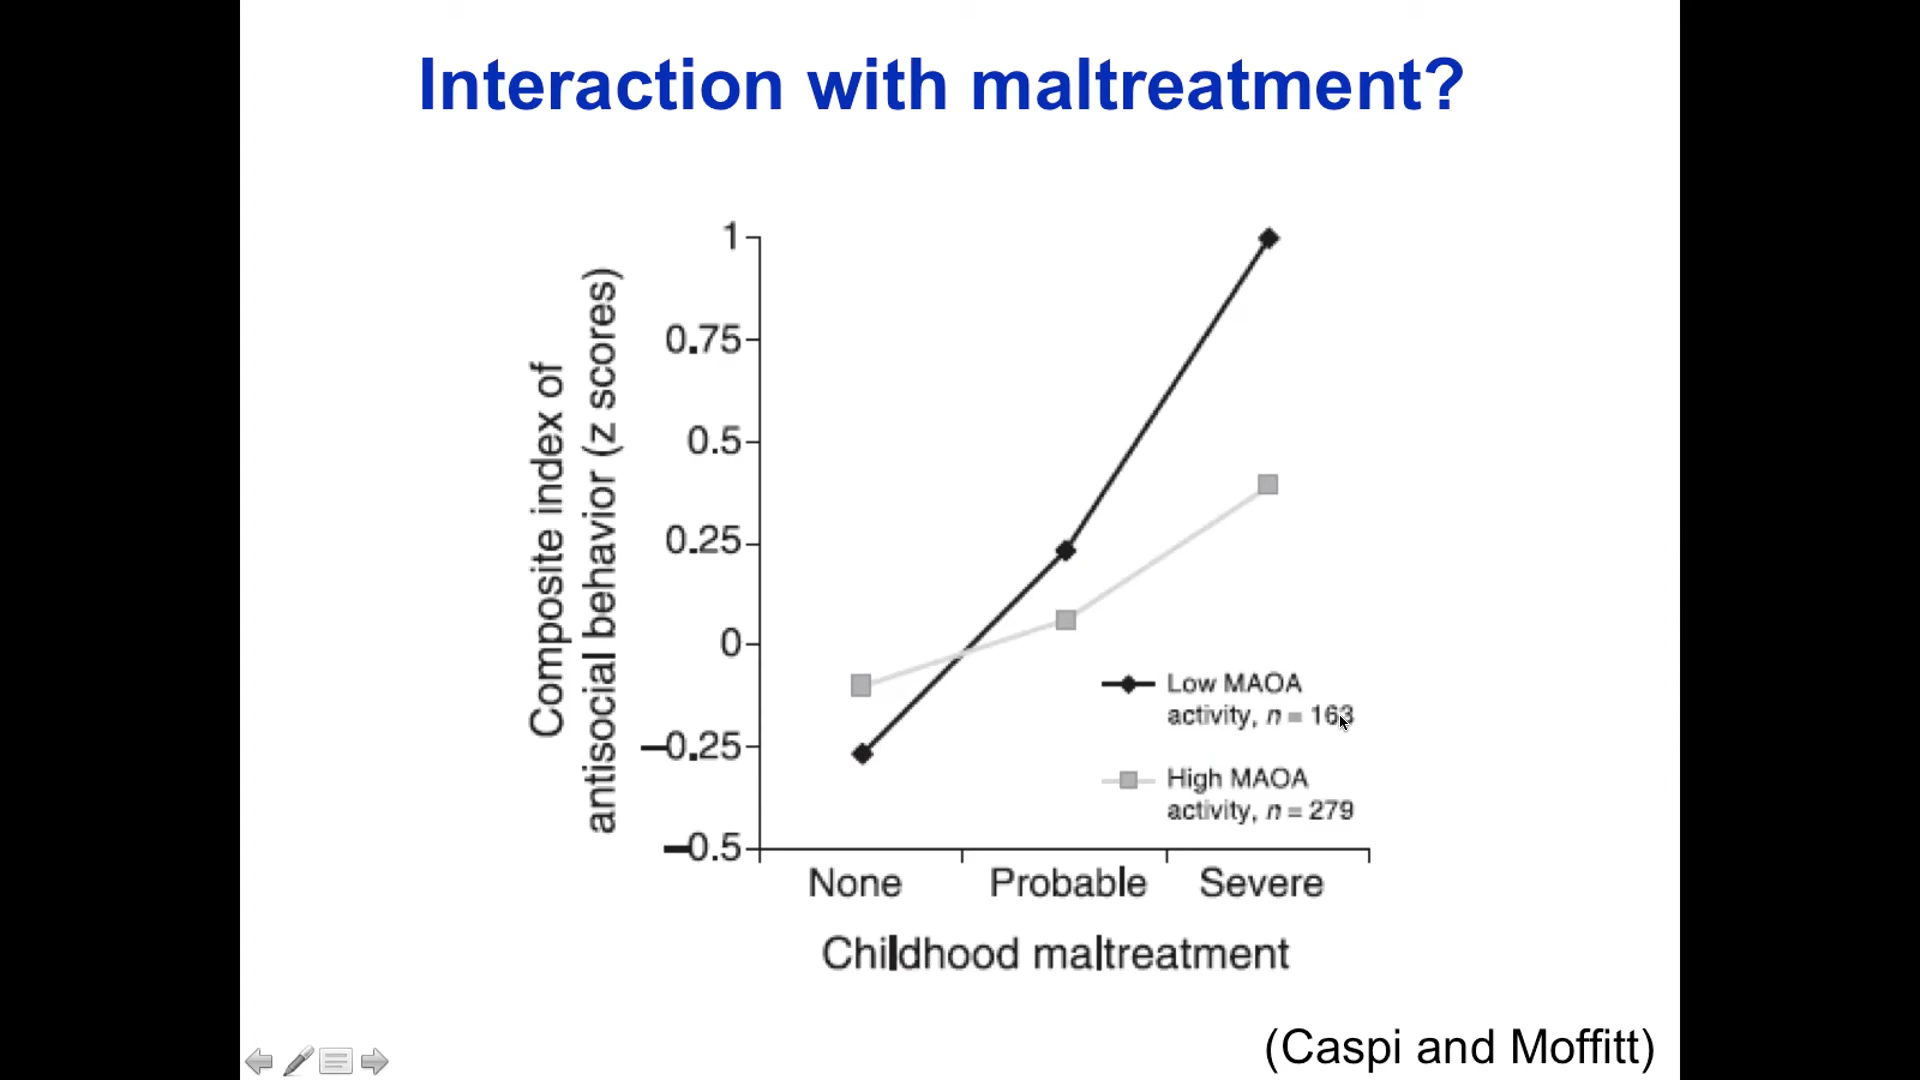 Interaction with maltreatment?
Composite index of
antisocial behavior (z scores)
1
0.75
0.5
0.25
0
–0.25
–0.5
Low MAOA
activity, n = 163
High MAOA
activity, n = 279
None Probable Severe
Childhood maltreatment
(Caspi and Moffitt)